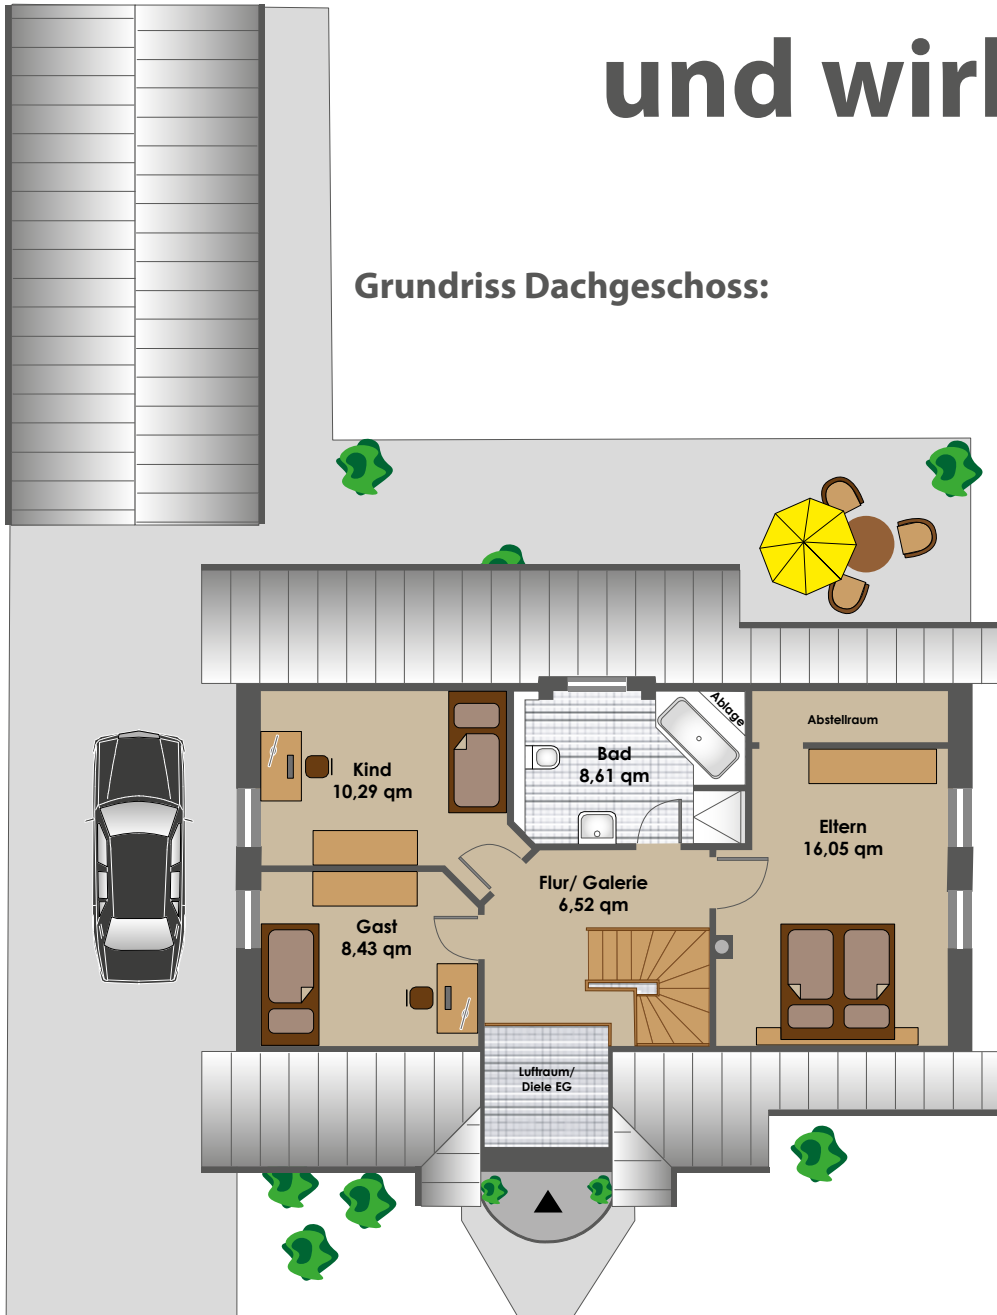 und wirk
Grundriss Dachgeschoss:
Ablage
Abstellraum
Bad
8,61 qm
Kind
10,29 qm
Eltern
16,05 qm
Flur/ Galerie
6,52 qm
Gast
8,43 qm
Luftraum/
Diele EG